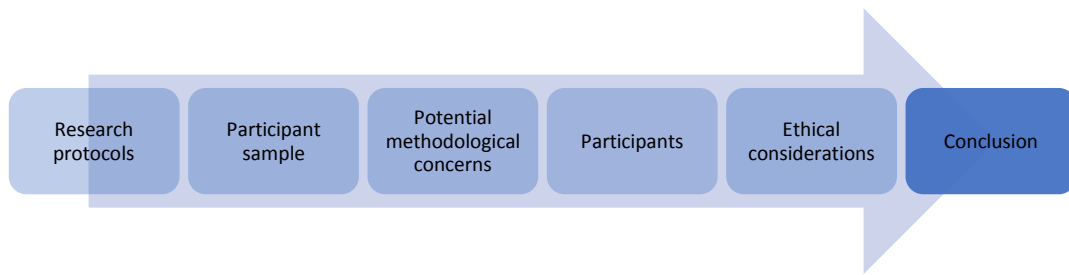 Research
protocols
Participant
sample
Potential
methodological
concerns
Participants
Ethical
considerations
Conclusion